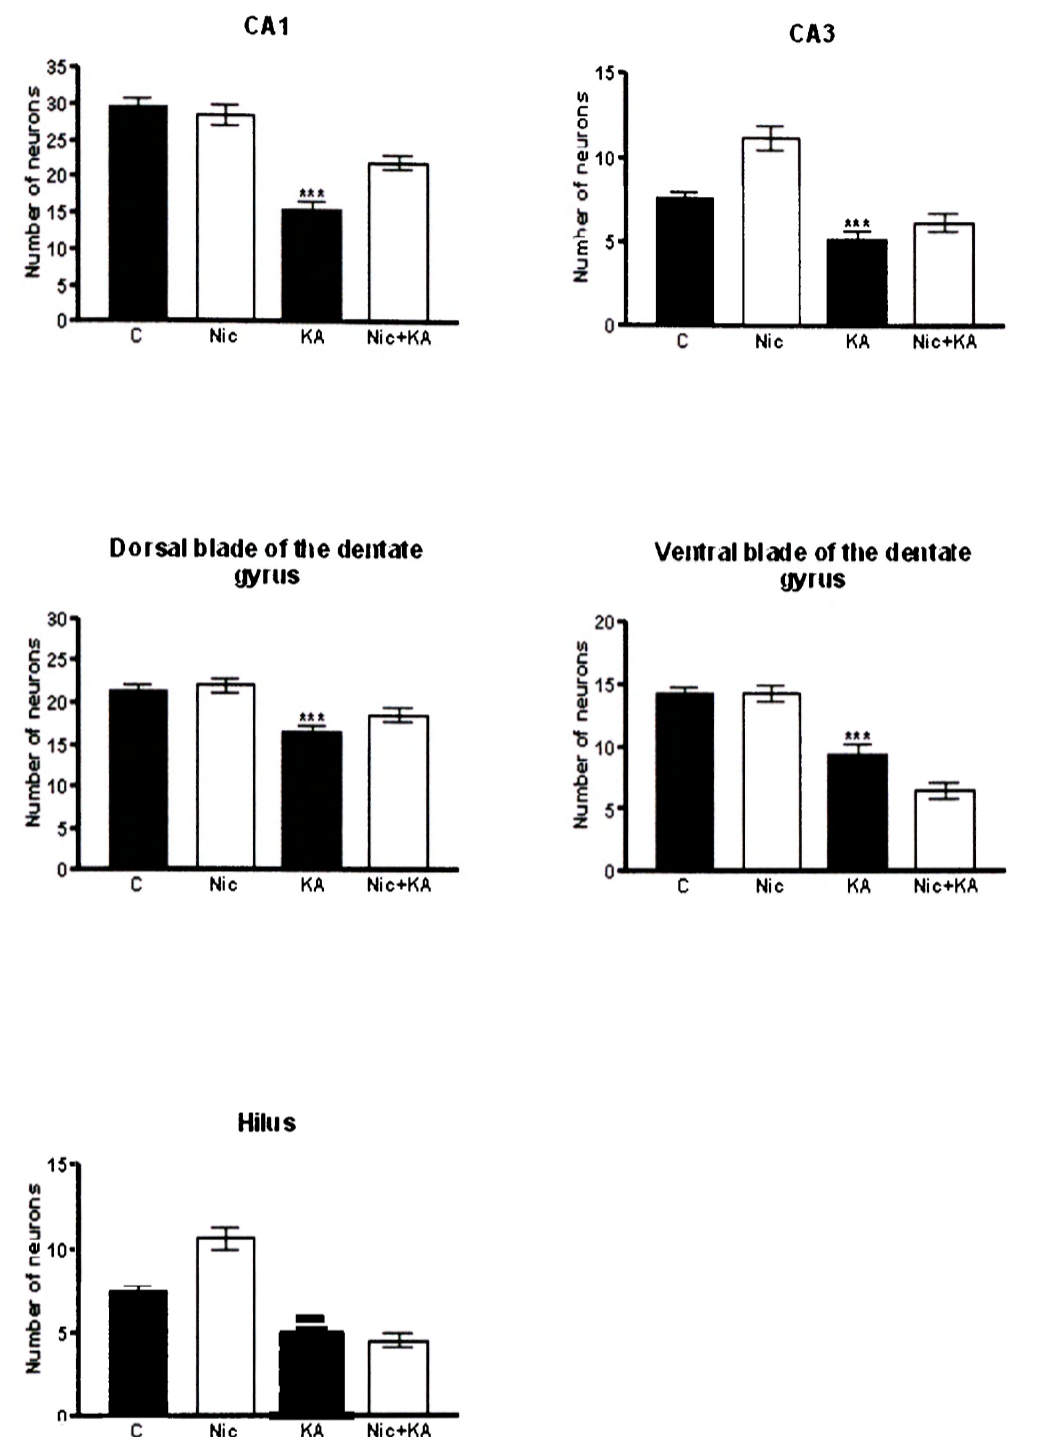 CA1
35
30
25
20
15
10
5
0
Number of neurons
***
C Nic KA Nic+KA
CA3
15
10
5
0
Number of neurons
***
C Nic KA Nic+KA
Dorsal blade of the dentate
gyrus
30
25
20
15
10
5
0
Number of neurons
***
C Nic KA Nic+KA
Ventral blade of the dentate
gyrus
20
15
10
5
0
Number of neurons
***
C Nic KA Nic+KA
Hilus
15
10
5
0
Number of neurons
C Nic KA Nic+KA